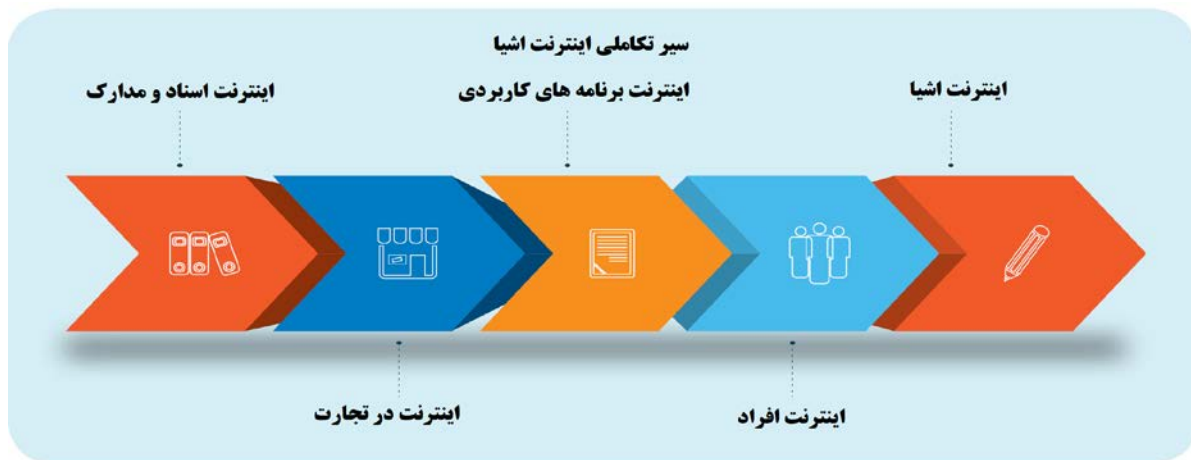 سیر تکاملی اینترنت اشیا
اینترنت اسناد و مدارک
اینترنت در تجارت
اینترنت برنامه های کاربردی
اینترنت افراد
اینترنت اشیا